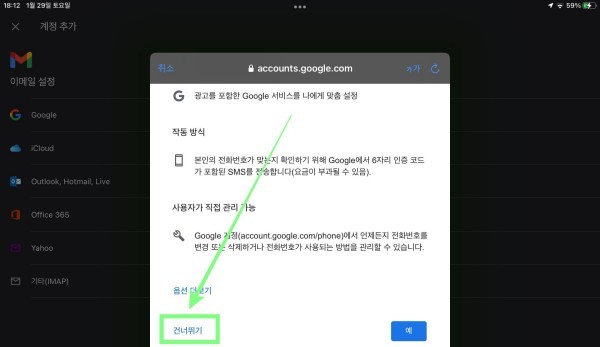 18:12 1월 29일 토요일
59%
계정 추가
이메일 설정
Google
iCloud
Outlook, Hotmail, Live
Office 365
Yahoo
기타(IMAP)
취소
accounts.google.com
가가
광고를 포함한 Google 서비스를 나에게 맞춤 설정
작동 방식
본인의 전화번호가 맞는지 확인하기 위해 Google에서 6자리 인증 코드
가 포함된 SMS를 전송합니다(요금이 부과될 수 있음).
사용자가 직접 관리 가능
Google 계정(account.google.com/phone)에서 언제든지 전화번호를
변경 또는 삭제하거나 전화번호가 사용되는 방법을 관리할 수 있습니다.
옵션 더보기
건너뛰기
예